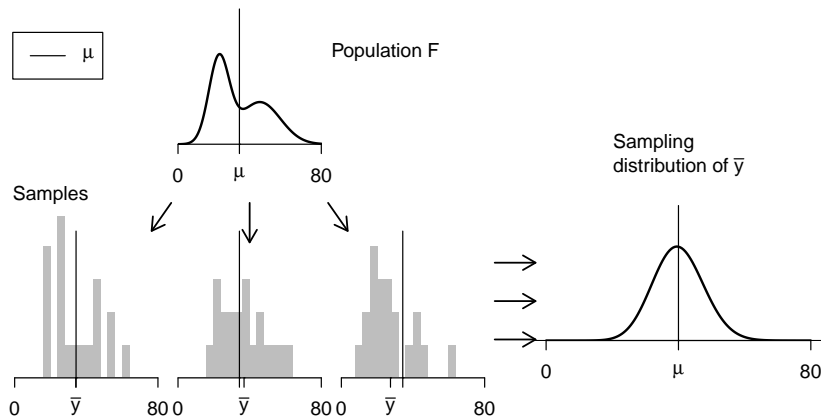 μ
Population F
0 μ 80
Sampling
distribution of ȳ
Samples
0 ȳ 80
0 ȳ 80
0 ȳ 80
0 μ 80